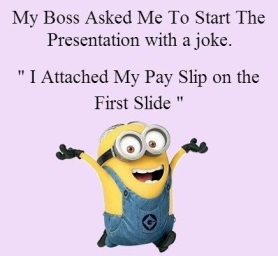 My Boss Asked Me To Start The
Presentation with a joke.
" I Attached My Pay Slip on the
First Slide "